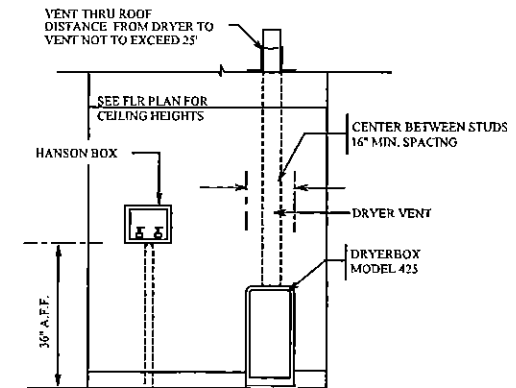 VENT THRU ROOF
DISTANCE FROM DRYER TO
VENT NOT TO EXCEED 25'
SEE FLR PLAN FOR
CEILING HEIGHTS
CENTER BETWEEN STUDS
16" MIN. SPACING
HANSON BOX
DRYER VENT
DRYERBOX
MODEL 425
36" A.F.F.